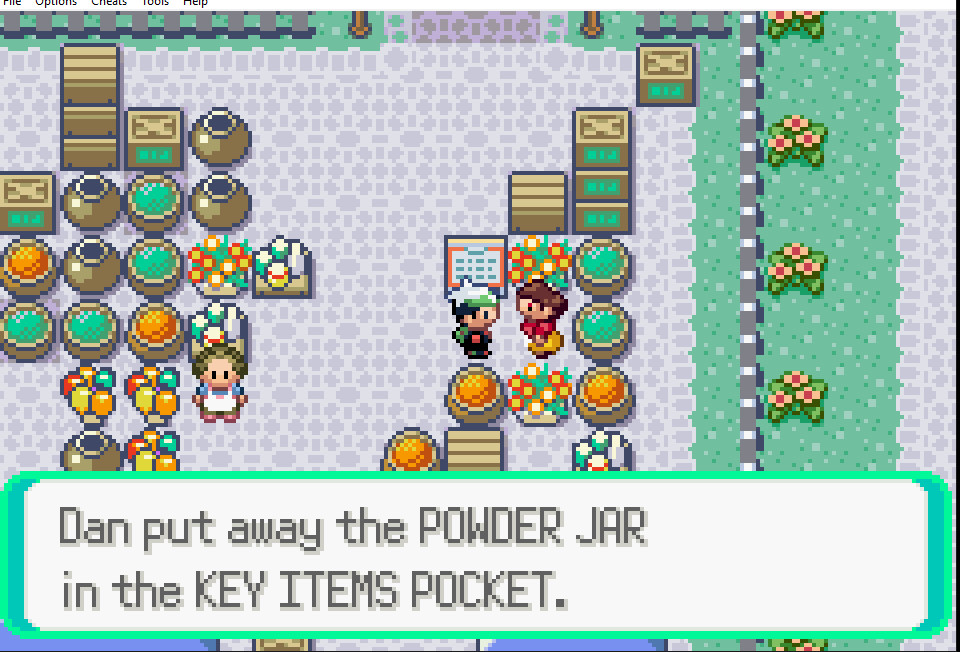 File Options Cheats Tools Help
Dan put away the POWDER JAR
in the KEY ITEMS POCKET.